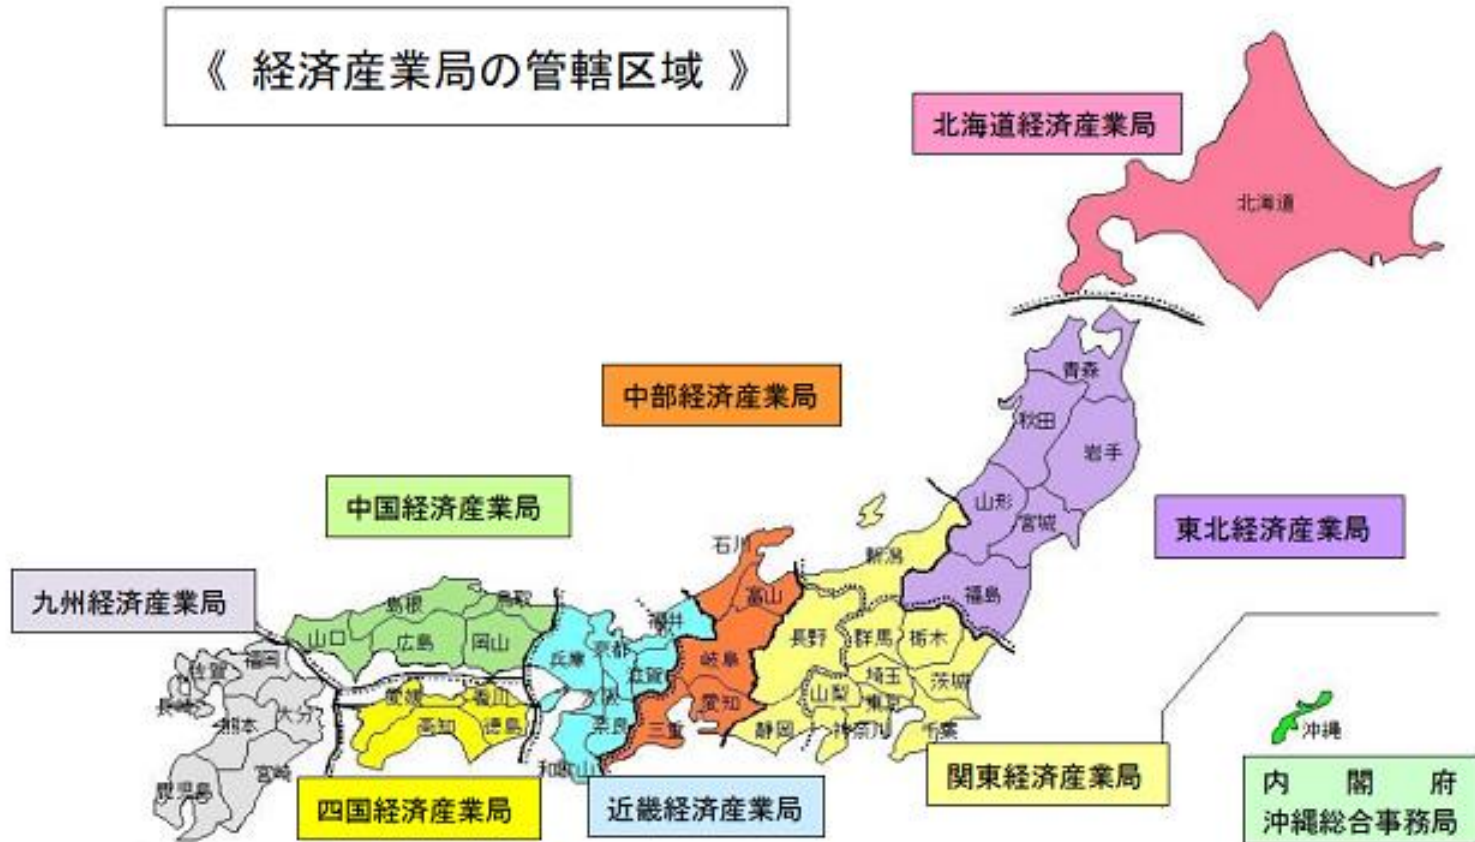 《 経済産業局の管轄区域 》
北海道経済産業局
北海道
青森
中部経済産業局
秋田
岩手
中国経済産業局
山形
宮城
東北経済産業局
石川
新潟
九州経済産業局
島根
鳥取
富山
福島
福井
山口
広島
岡山
兵庫
京都
長野
群馬
栃木
佐賀
福岡
滋賀
岐阜
埼玉
茨城
長崎
愛媛
香川
大阪
愛知
山梨
東京
熊本
大分
高知
徳島
奈良
三重
静岡
神奈川
千葉
沖縄
宮崎
和歌山
関東経済産業局
鹿児島
四国経済産業局
近畿経済産業局
内閣府
沖縄総合事務局